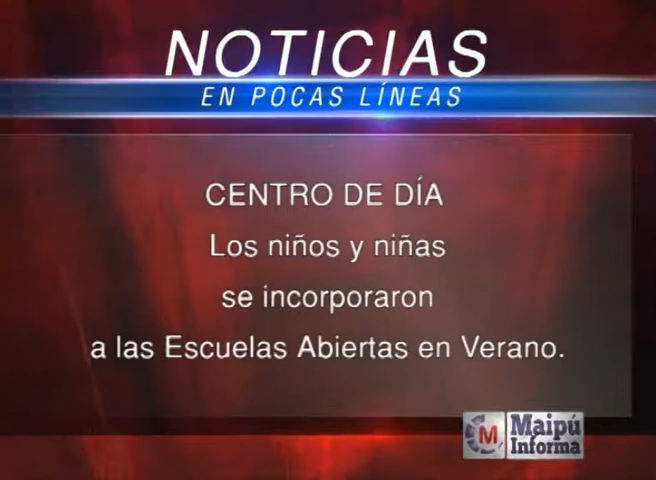 NOTICIAS
EN POCAS LÍNEAS
CENTRO DE DÍA
Los niños y niñas
se incorporaron
a las Escuelas Abiertas en Verano.
M
Maipú
Informa